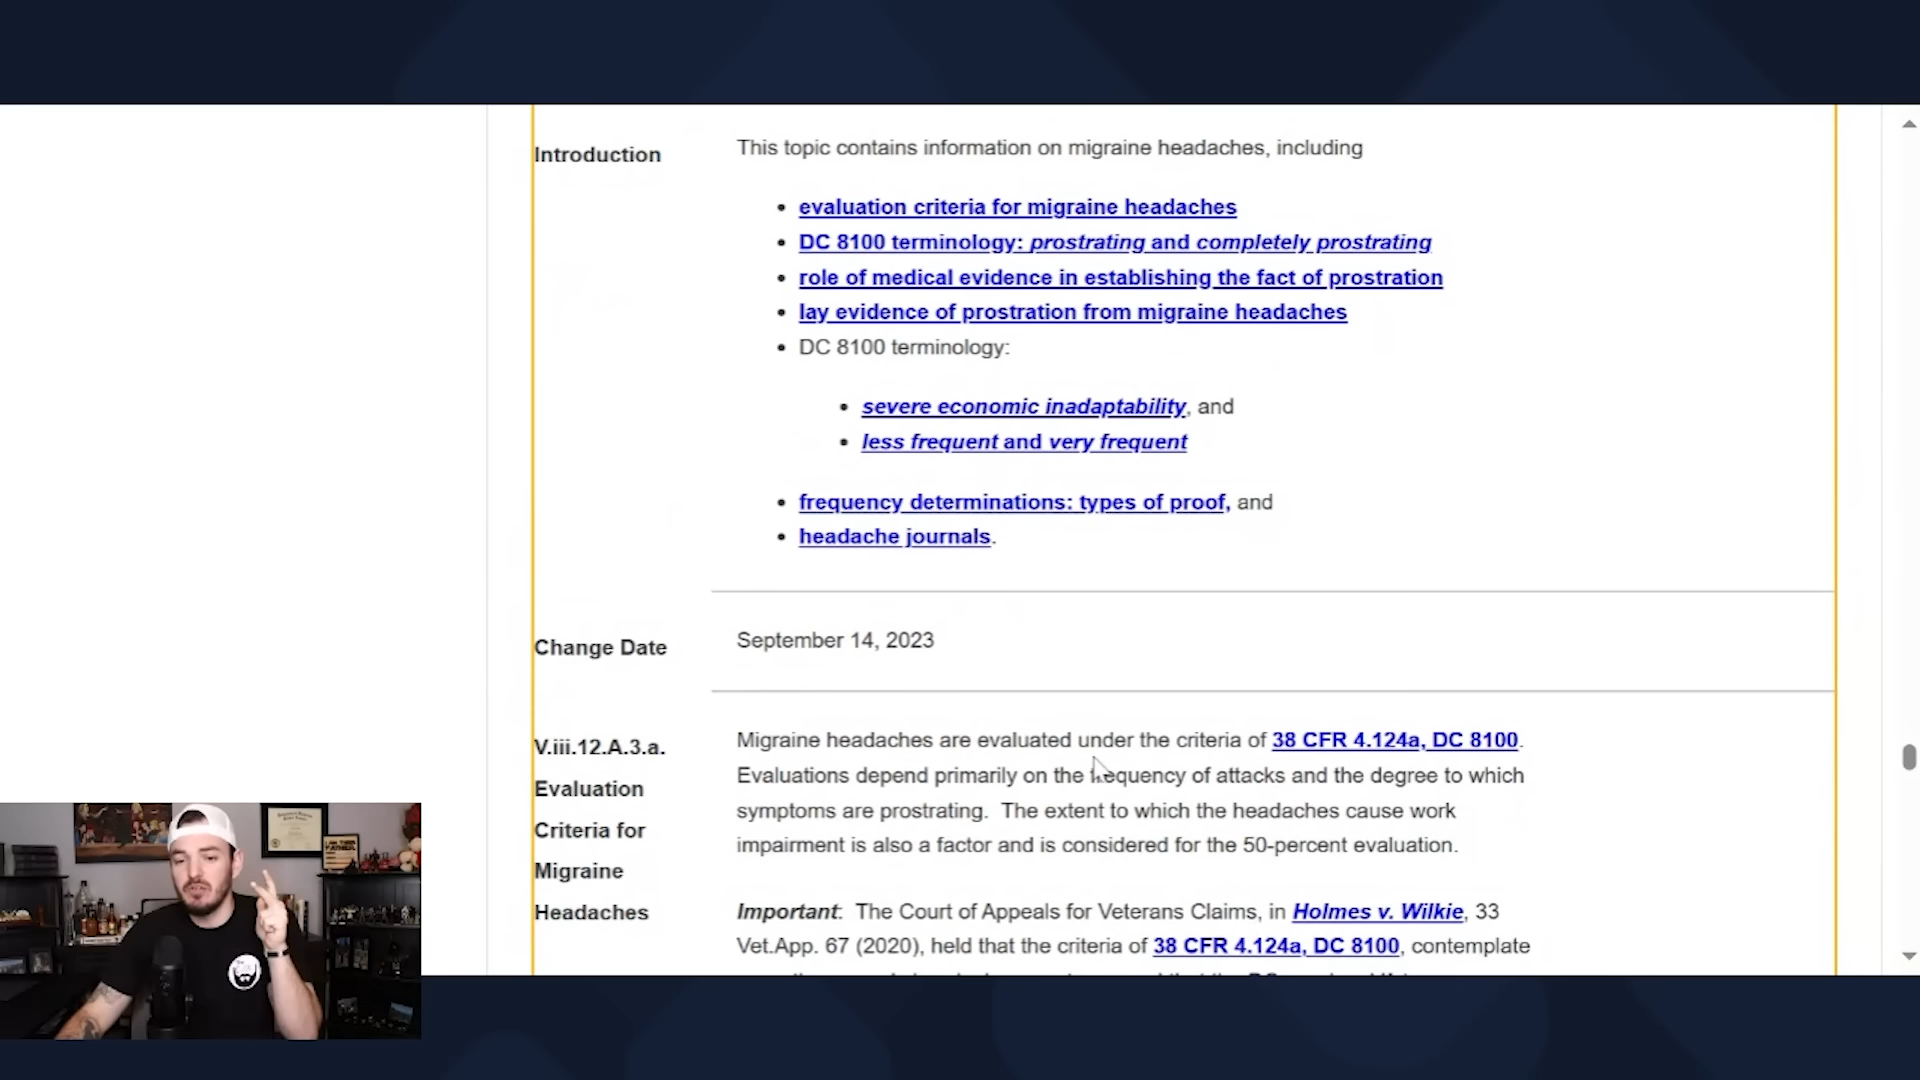 Introduction
This topic contains information on migraine headaches, including
• evaluation criteria for migraine headaches
• DC 8100 terminology: prostrating and completely prostrating
• role of medical evidence in establishing the fact of prostration
• lay evidence of prostration from migraine headaches
• DC 8100 terminology:
• severe economic inadaptability, and
• less frequent and very frequent
• frequency determinations: types of proof, and
• headache journals.
Change Date
September 14, 2023
V.iii.12.A.3.a.
Evaluation
Criteria for
Migraine
Headaches
Migraine headaches are evaluated under the criteria of 38 CFR 4.124a, DC 8100.
Evaluations depend primarily on the frequency of attacks and the degree to which
symptoms are prostrating. The extent to which the headaches cause work
impairment is also a factor and is considered for the 50-percent evaluation.
Important: The Court of Appeals for Veterans Claims, in Holmes v. Wilkie, 33
Vet.App. 67 (2020), held that the criteria of 38 CFR 4.124a, DC 8100, contemplate